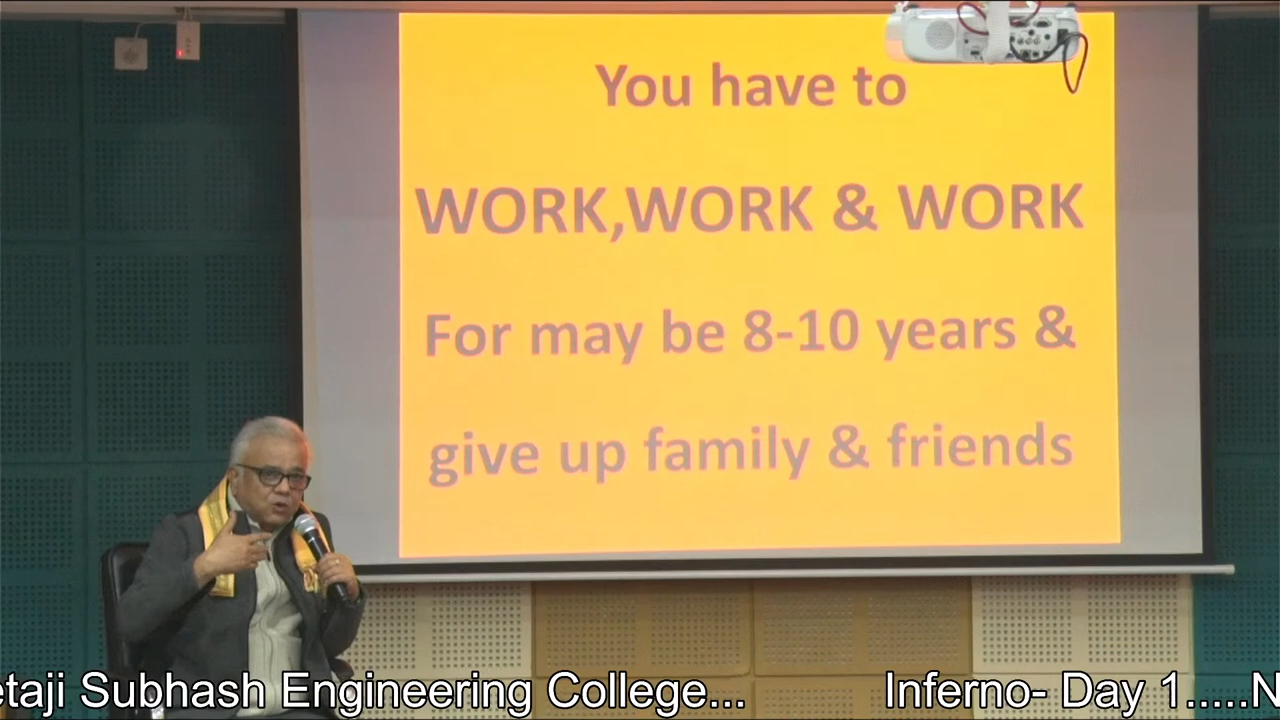 You have to
WORK,WORK & WORK
For may be 8-10 years &
give up family & friends
etaji Subhash Engineering College... Inferno- Day 1.....N